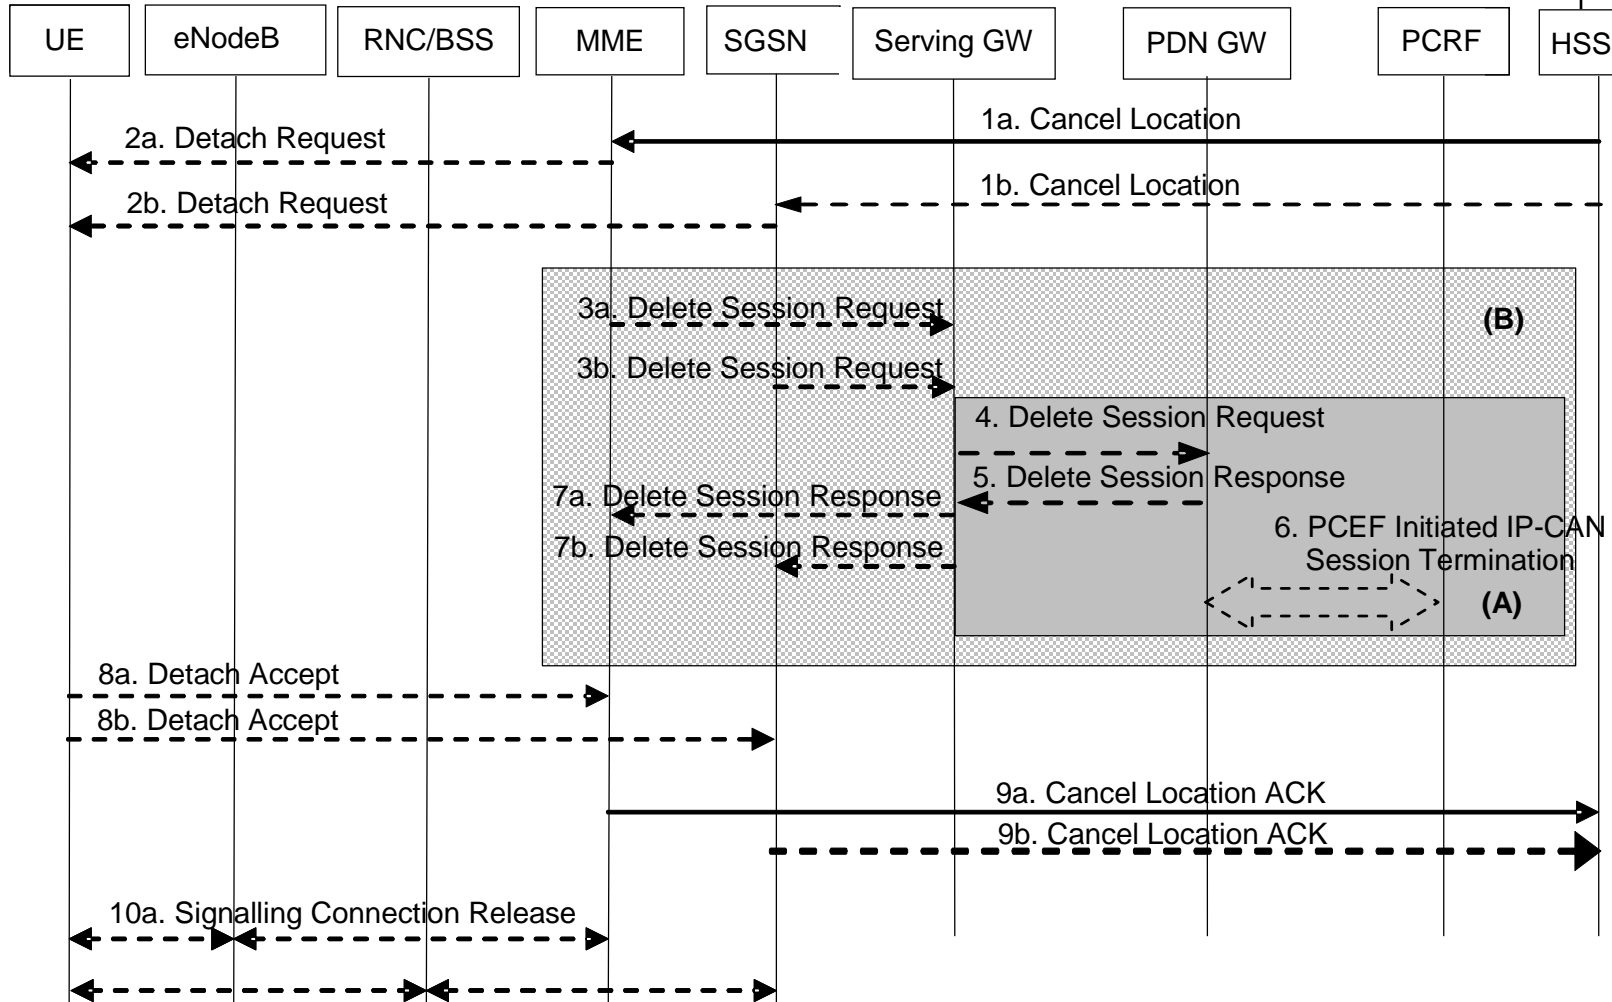 UE eNodeB RNC/BSS MME SGSN Serving GW PDN GW PCRF HSS
1a. Cancel Location
2a. Detach Request
1b. Cancel Location
2b. Detach Request
3a. Delete Session Request
(B)
3b. Delete Session Request
4. Delete Session Request
5. Delete Session Response
7a. Delete Session Response
6. PCEF Initiated IP-CAN
Session Termination
7b. Delete Session Response
(A)
8a. Detach Accept
8b. Detach Accept
9a. Cancel Location ACK
9b. Cancel Location ACK
10a. Signalling Connection Release